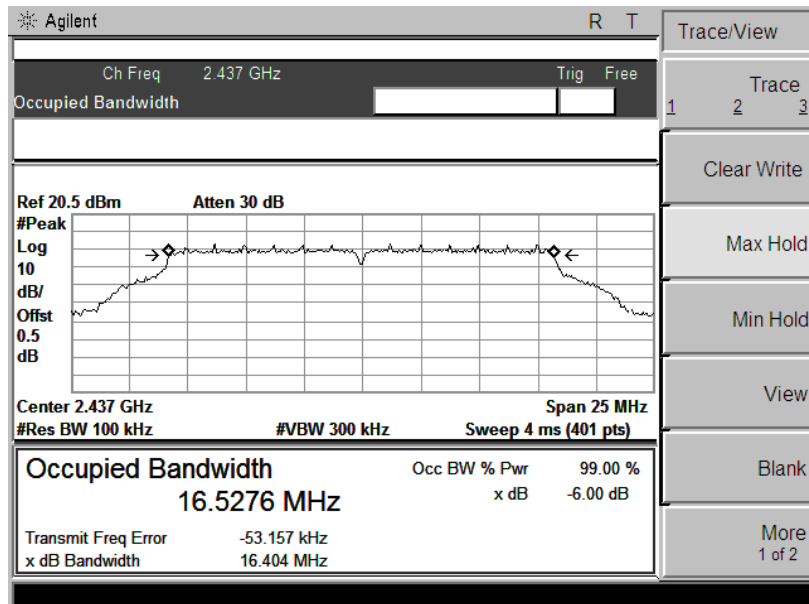 Agilent R T
Trace/View
Ch Freq 2.437 GHz Trig Free
Occupied Bandwidth
Trace
1 2 3
Clear Write
Max Hold
Min Hold
View
Blank
More
1 of 2
Ref 20.5 dBm Atten 30 dB
#Peak
Log
10
dB/
Offst
0.5
dB
Center 2.437 GHz Span 25 MHz
#Res BW 100 kHz #VBW 300 kHz Sweep 4 ms (401 pts)
Occupied Bandwidth Occ BW % Pwr 99.00 %
16.5276 MHz x dB -6.00 dB
Transmit Freq Error -53.157 kHz
x dB Bandwidth 16.404 MHz